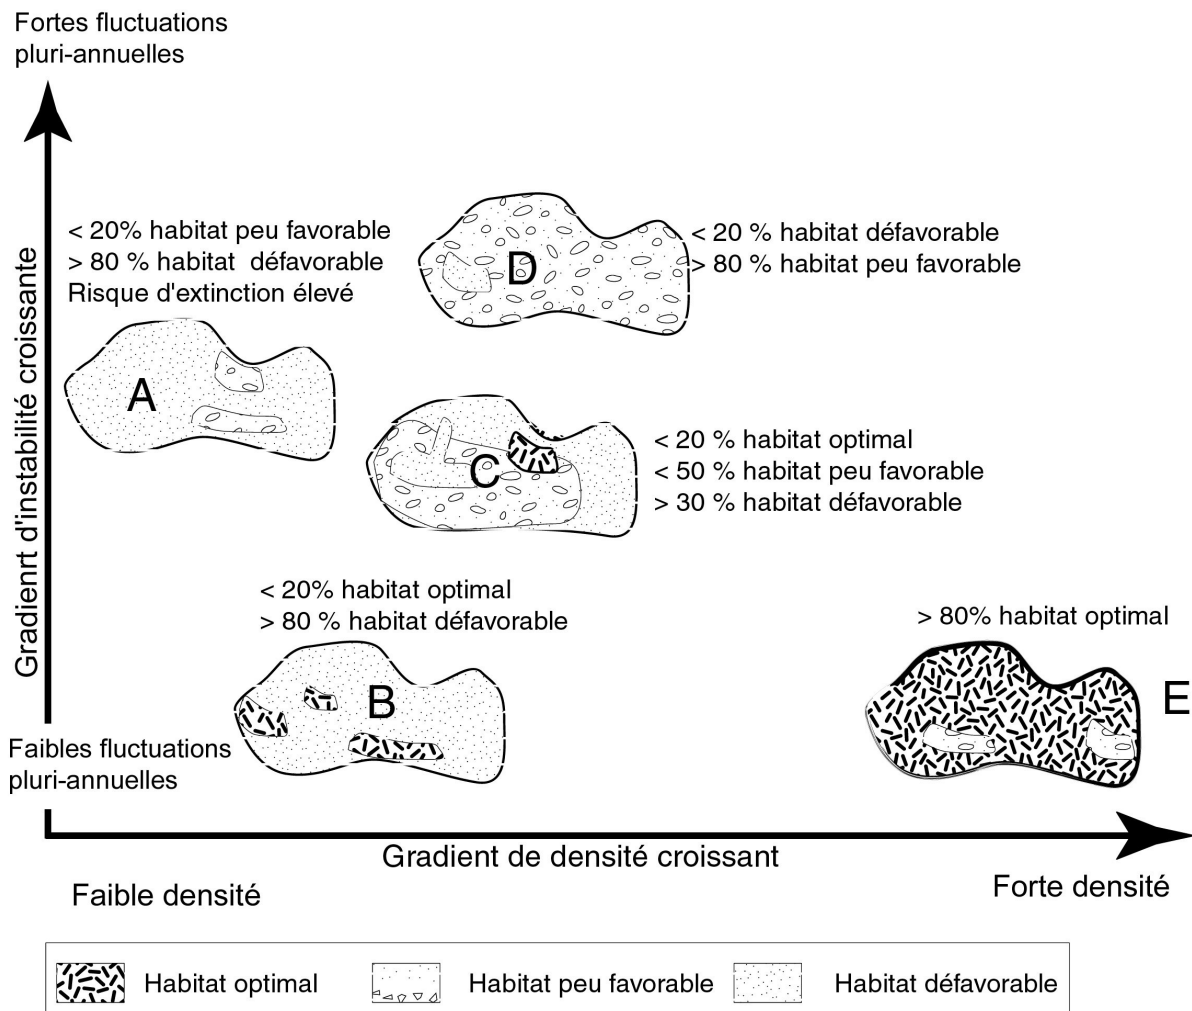 Fortes fluctuations
pluri-annuelles
< 20% habitat peu favorable
> 80 % habitat défavorable
Risque d'extinction élevé
D
< 20 % habitat défavorable
> 80 % habitat peu favorable
A
Gradienrt d'instabilité croissante
C
< 20 % habitat optimal
< 50 % habitat peu favorable
> 30 % habitat défavorable
< 20% habitat optimal
> 80 % habitat défavorable
B
> 80% habitat optimal
E
Faibles fluctuations
pluri-annuelles
Gradient de densité croissant
Faible densité
Forte densité
Habitat optimal
Habitat peu favorable
Habitat défavorable